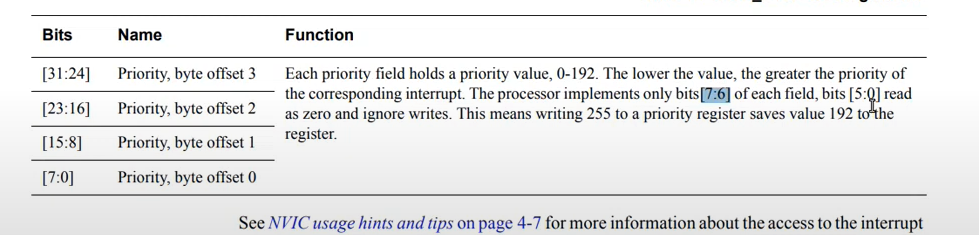 Bits Name Function
[31:24] Priority, byte offset 3 Each priority field holds a priority value, 0-192. The lower the value, the greater the priority of
the corresponding interrupt. The processor implements only bits[7:6] of each field, bits [5:0] read
[23:16] Priority, byte offset 2
as zero and ignore writes. This means writing 255 to a priority register saves value 192 to the
register.
[15:8] Priority, byte offset 1
[7:0] Priority, byte offset 0
See NVIC usage hints and tips on page 4-7 for more information about the access to the interrupt